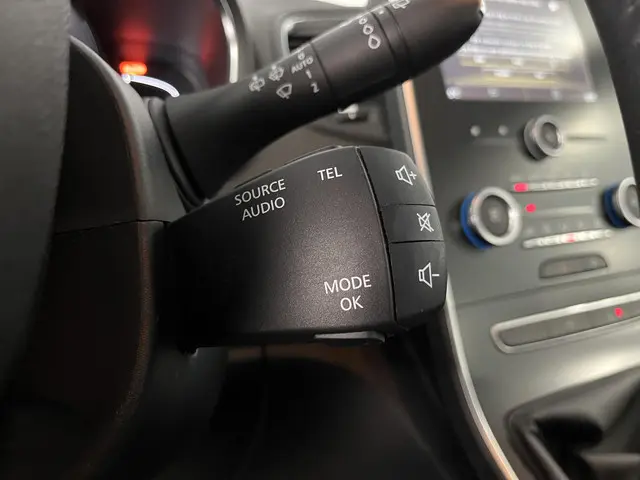 AUTO
1
2
SOURCE
AUDIO
TEL
+
MODE
OK
-